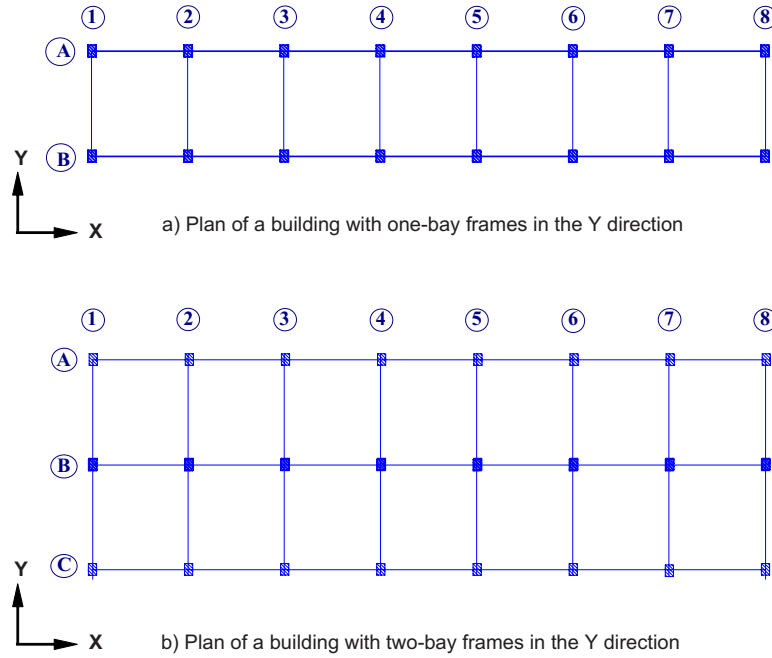 1 2 3 4 5 6 7 8
A
B
Y
X
a) Plan of a building with one-bay frames in the Y direction
1 2 3 4 5 6 7 8
A
B
C
Y
X
b) Plan of a building with two-bay frames in the Y direction